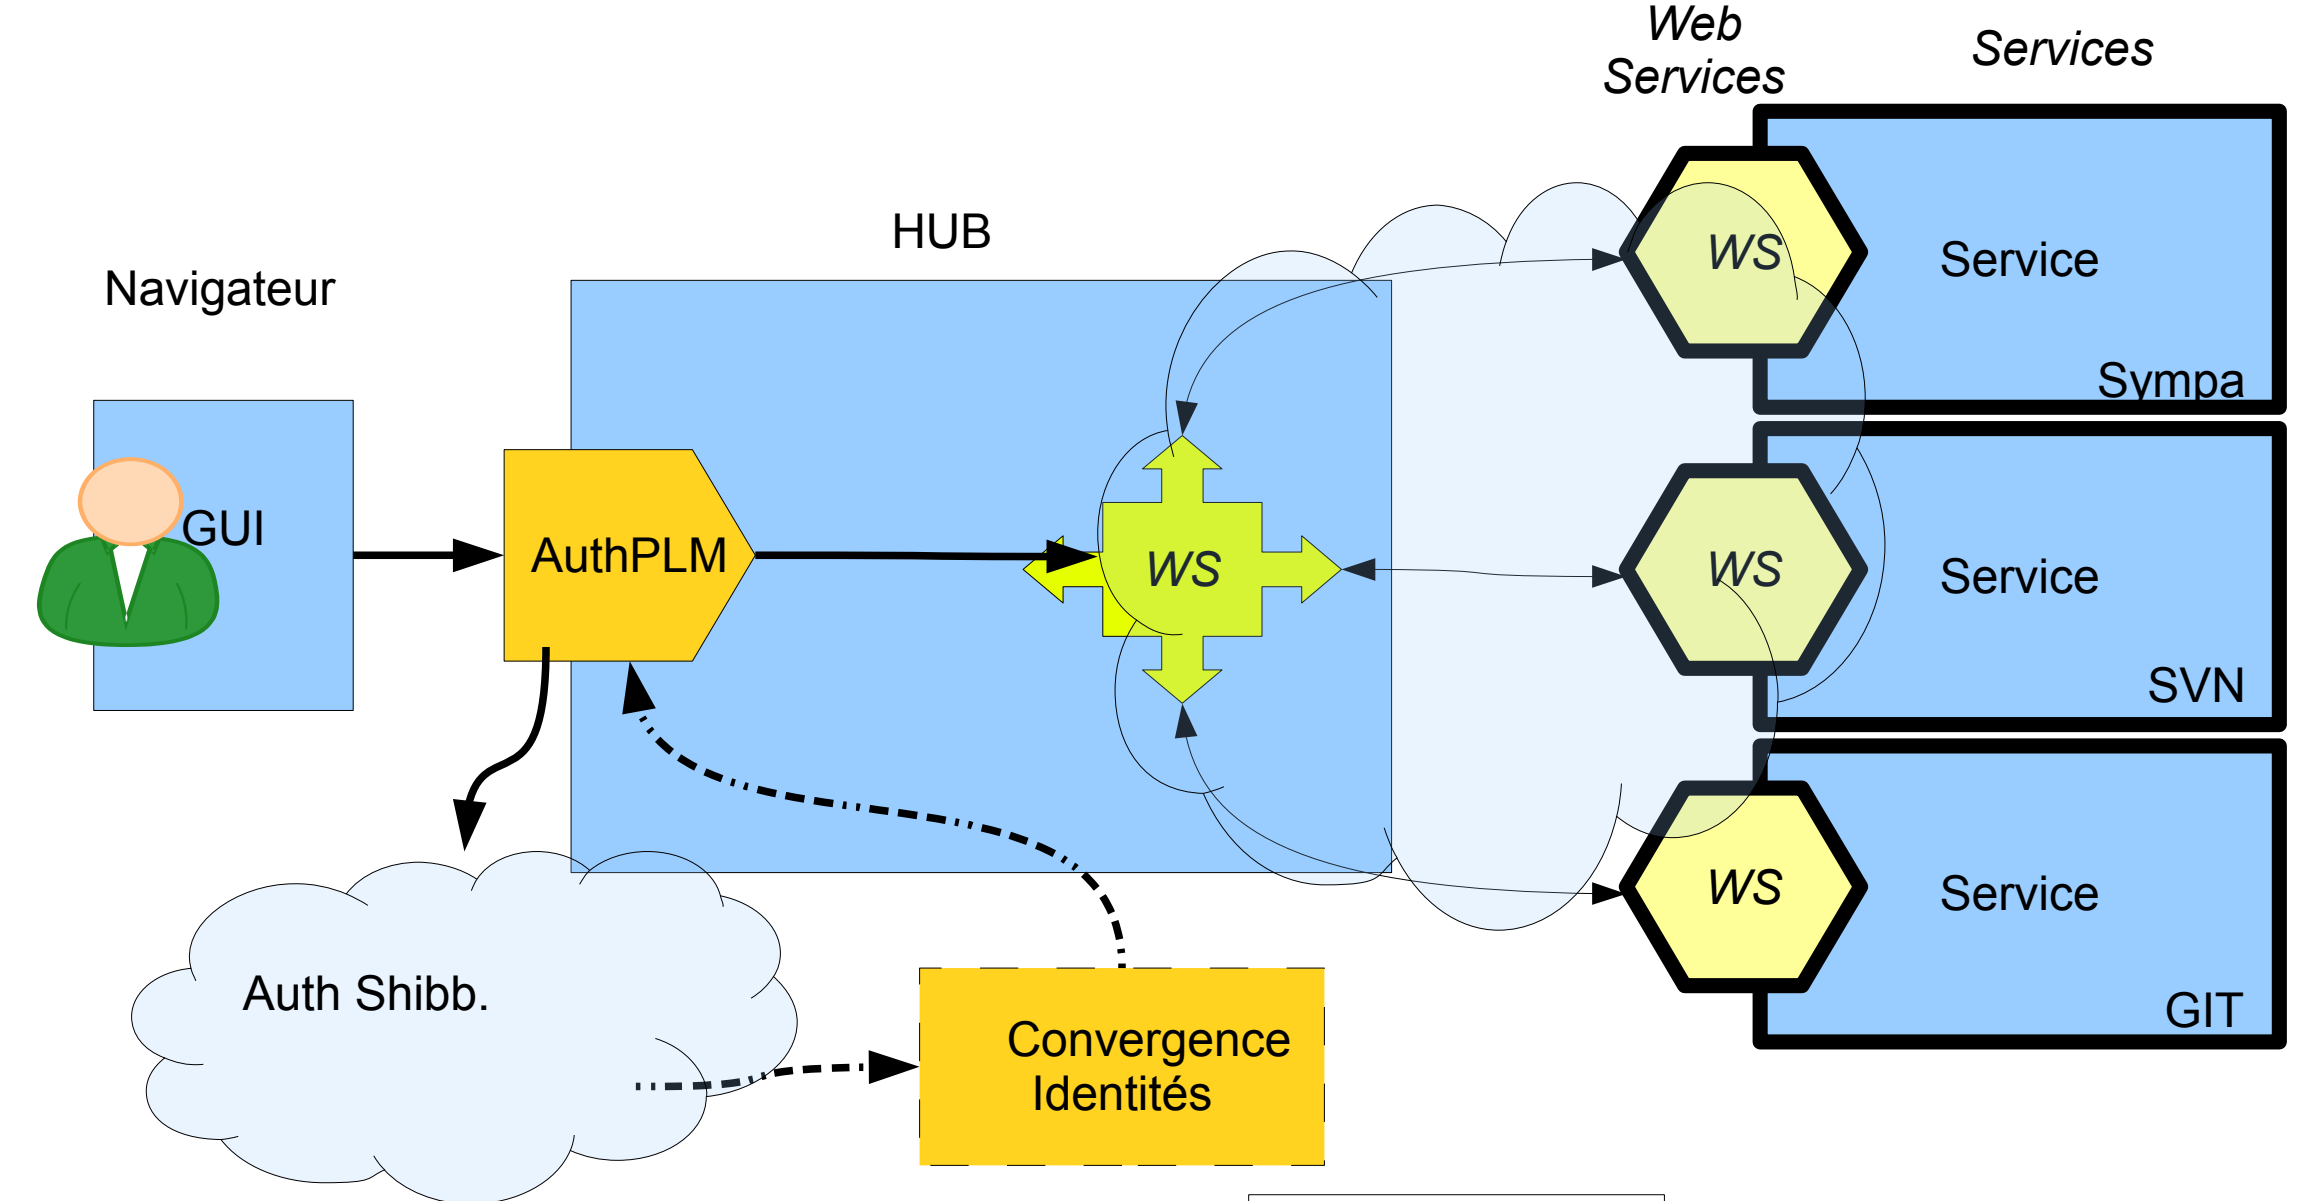 Web
Services
Services
HUB
Navigateur
WS
Service
Sympa
GUI
AuthPLM
WS
WS
Service
SVN
WS
Service
GIT
Auth Shibb.
Convergence
Identités